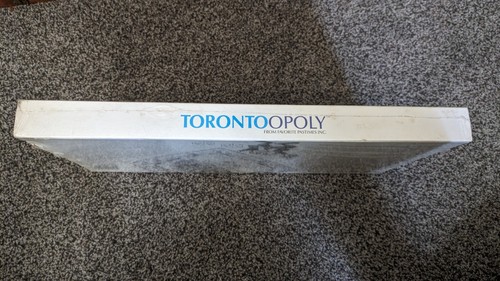 TORONTOOPOLY
FROM FAVORITE PASTIMES INC.